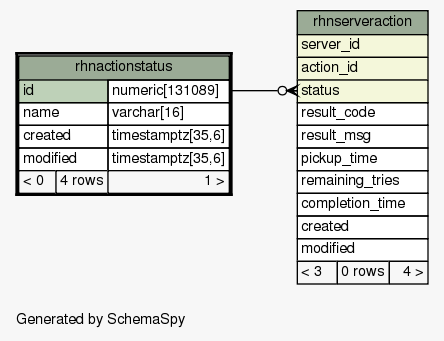 rhnactionstatus
id numeric[131089]
name varchar[16]
created timestamptz[35,6]
modified timestamptz[35,6]
< 0 4 rows 1 >
rhnserveraction
server_id
action_id
status
result_code
result_msg
pickup_time
remaining_tries
completion_time
created
modified
< 3 0 rows 4 >
Generated by SchemaSpy